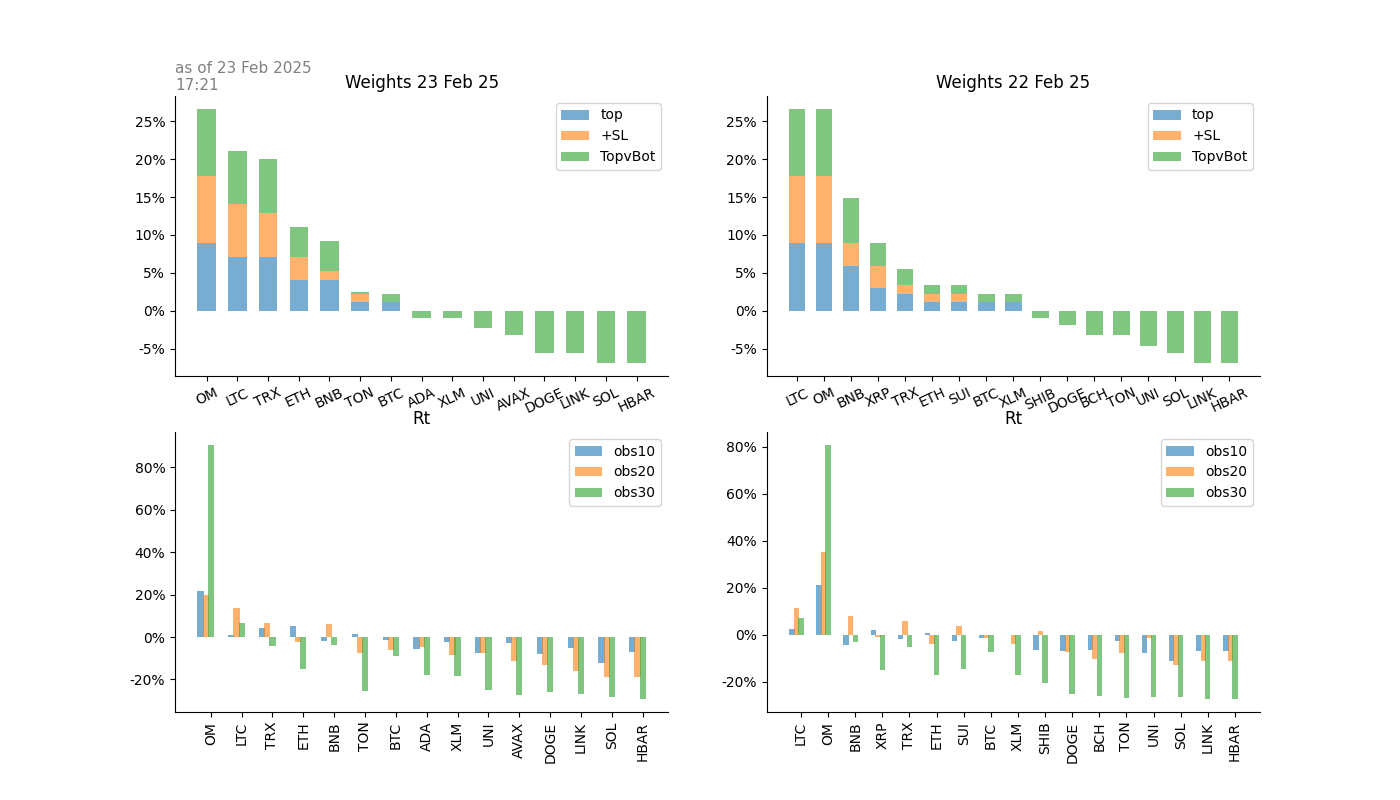 as of 23 Feb 2025
17:21
Weights 23 Feb 25
25%
20%
15%
10%
5%
0%
-5%
top
+SL
TopvBot
OM LTC TRX ETH BNB TON BTC ADA XLM UNI AVAX DOGE LINK SOL HBAR
Weights 22 Feb 25
25%
20%
15%
10%
5%
0%
-5%
top
+SL
TopvBot
LTC OM BNB XRP TRX ETH SUI BTC XLM SHIB DOGE BCH TON UNI SOL LINK HBAR
Rt
80%
60%
40%
20%
0%
-20%
obs10
obs20
obs30
OM LTC TRX ETH BNB TON BTC ADA XLM UNI AVAX DOGE LINK SOL HBAR
Rt
80%
60%
40%
20%
0%
-20%
obs10
obs20
obs30
LTC OM BNB XRP TRX ETH SUI BTC XLM SHIB DOGE BCH TON UNI SOL LINK HBAR